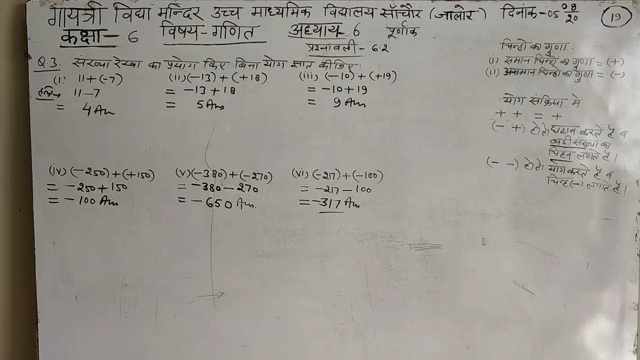 गायत्री विद्या मन्दिर उच्च माध्यमिक विद्यालय साँचौर (जालोर) दिनांक-05 08/20 (19)
कक्षा-6 विषय-गणित अध्याय 6 पूर्णांक
प्रश्नावली-6.2
Q.3. संख्या रेखा का प्रयोग किए बिना योग ज्ञात कीजिए:
(i) 11+(-7) (ii) (-13) + (+18) (iii) (-10) + (+19)
11-7 = -13+18 = -10+19
= 4 Ans = 5 Ans = 9 Ans
(iv) (-250)+(+150) (v) (-380)+(-270) (vi) (-217)+(-100)
= -250+150 = -380-270 = -217-100
= -100 Ans = -650 Ans = -317 Ans
चिन्हों का गुणा:
(i) समान चिन्हों का गुणा = (+)
(ii) असमान चिन्हों का गुणा = (-)
योग संक्रिया में
+ + = +
(- +) हो तो घटाव करते है व
बड़ी संख्या का
चिह्न लगाते है।
(- -) हो तो योग करते है व
चिन्ह (-) लगाते है।